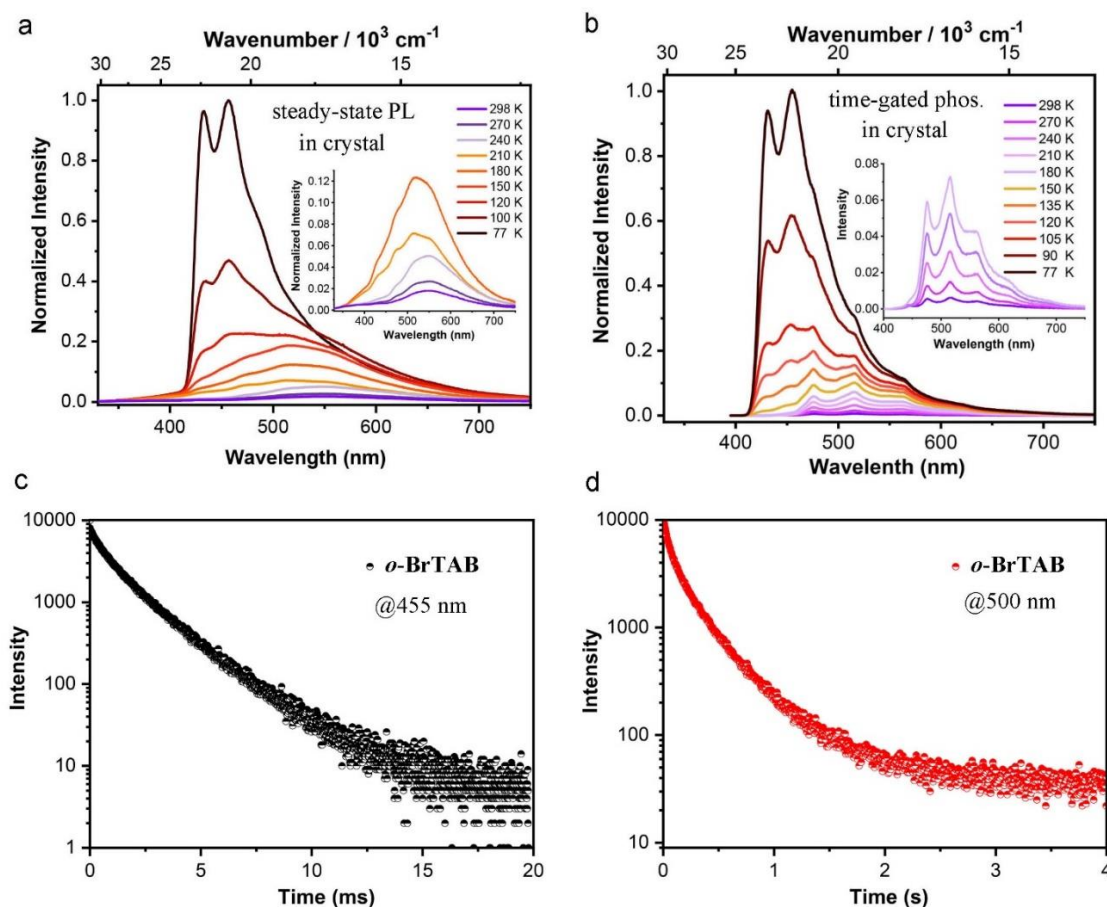 a
Wavenumber / 10³ cm⁻¹
30 25 20 15
1.0
0.8
0.6
0.4
0.2
0.0
Normalized Intensity
steady-state PL
in crystal
298 K
270 K
240 K
210 K
180 K
150 K
120 K
100 K
77 K
0.12
0.10
0.08
0.06
0.04
0.02
0.00
Normalized Intensity
400 500 600 700
Wavelength (nm)
400 500 600 700
Wavelength (nm)
b
Wavenumber / 10³ cm⁻¹
30 25 20 15
1.0
0.8
0.6
0.4
0.2
0.0
Normalized Intensity
time-gated phos.
in crystal
298 K
270 K
240 K
210 K
180 K
150 K
135 K
120 K
105 K
90 K
77 K
0.08
0.06
0.04
0.02
0.00
Intensity
400 500 600 700
Wavelength (nm)
400 500 600 700
Wavelenth (nm)
c
10000
1000
100
10
1
Intensity
o-BrTAB
@455 nm
0 5 10 15 20
Time (ms)
d
10000
1000
100
10
Intensity
o-BrTAB
@500 nm
0 1 2 3 4
Time (s)